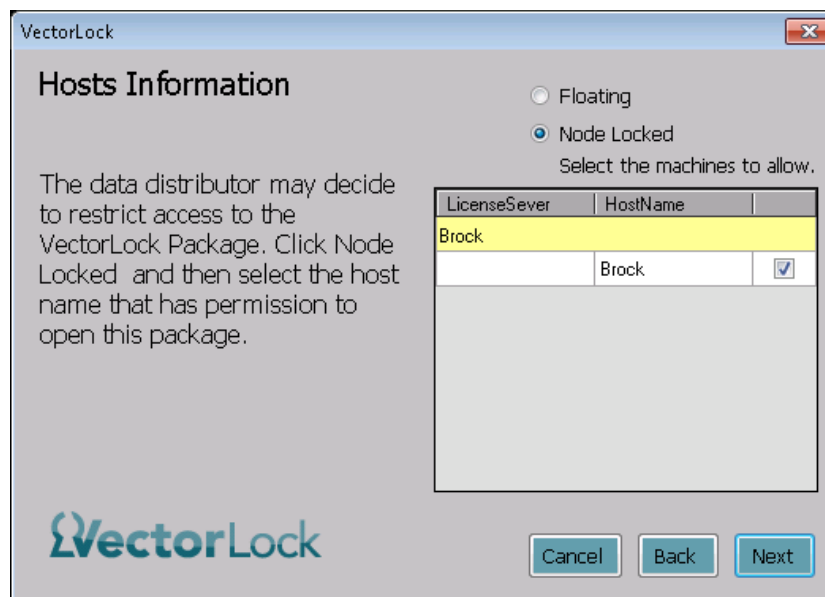 VectorLock
Hosts Information
Floating
Node Locked
Select the machines to allow.
The data distributor may decide
to restrict access to the
VectorLock Package. Click Node
Locked and then select the host
name that has permission to
open this package.
LicenseSever HostName
Brock
Brock
VectorLock
Cancel Back Next